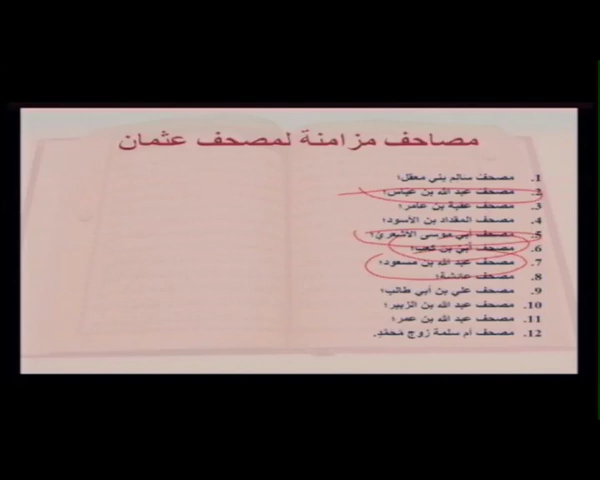 مصاحف مزامنة لمصحف عثمان
1. مصحف سالم بني معقل؛
2. مصحف عبد الله بن عباس؛
3. مصحف عقبة بن عامر؛
4. مصحف المقداد بن الأسود؛
5. مصحف أبي موسى الأشعري؛
6. مصحف أبي بن كعب؛
7. مصحف عبد الله بن مسعود؛
8. مصحف عائشة؛
9. مصحف علي بن أبي طالب؛
10. مصحف عبد الله بن الزبير؛
11. مصحف عبد الله بن عمر؛
12. مصحف أم سلمة زوج محمد.